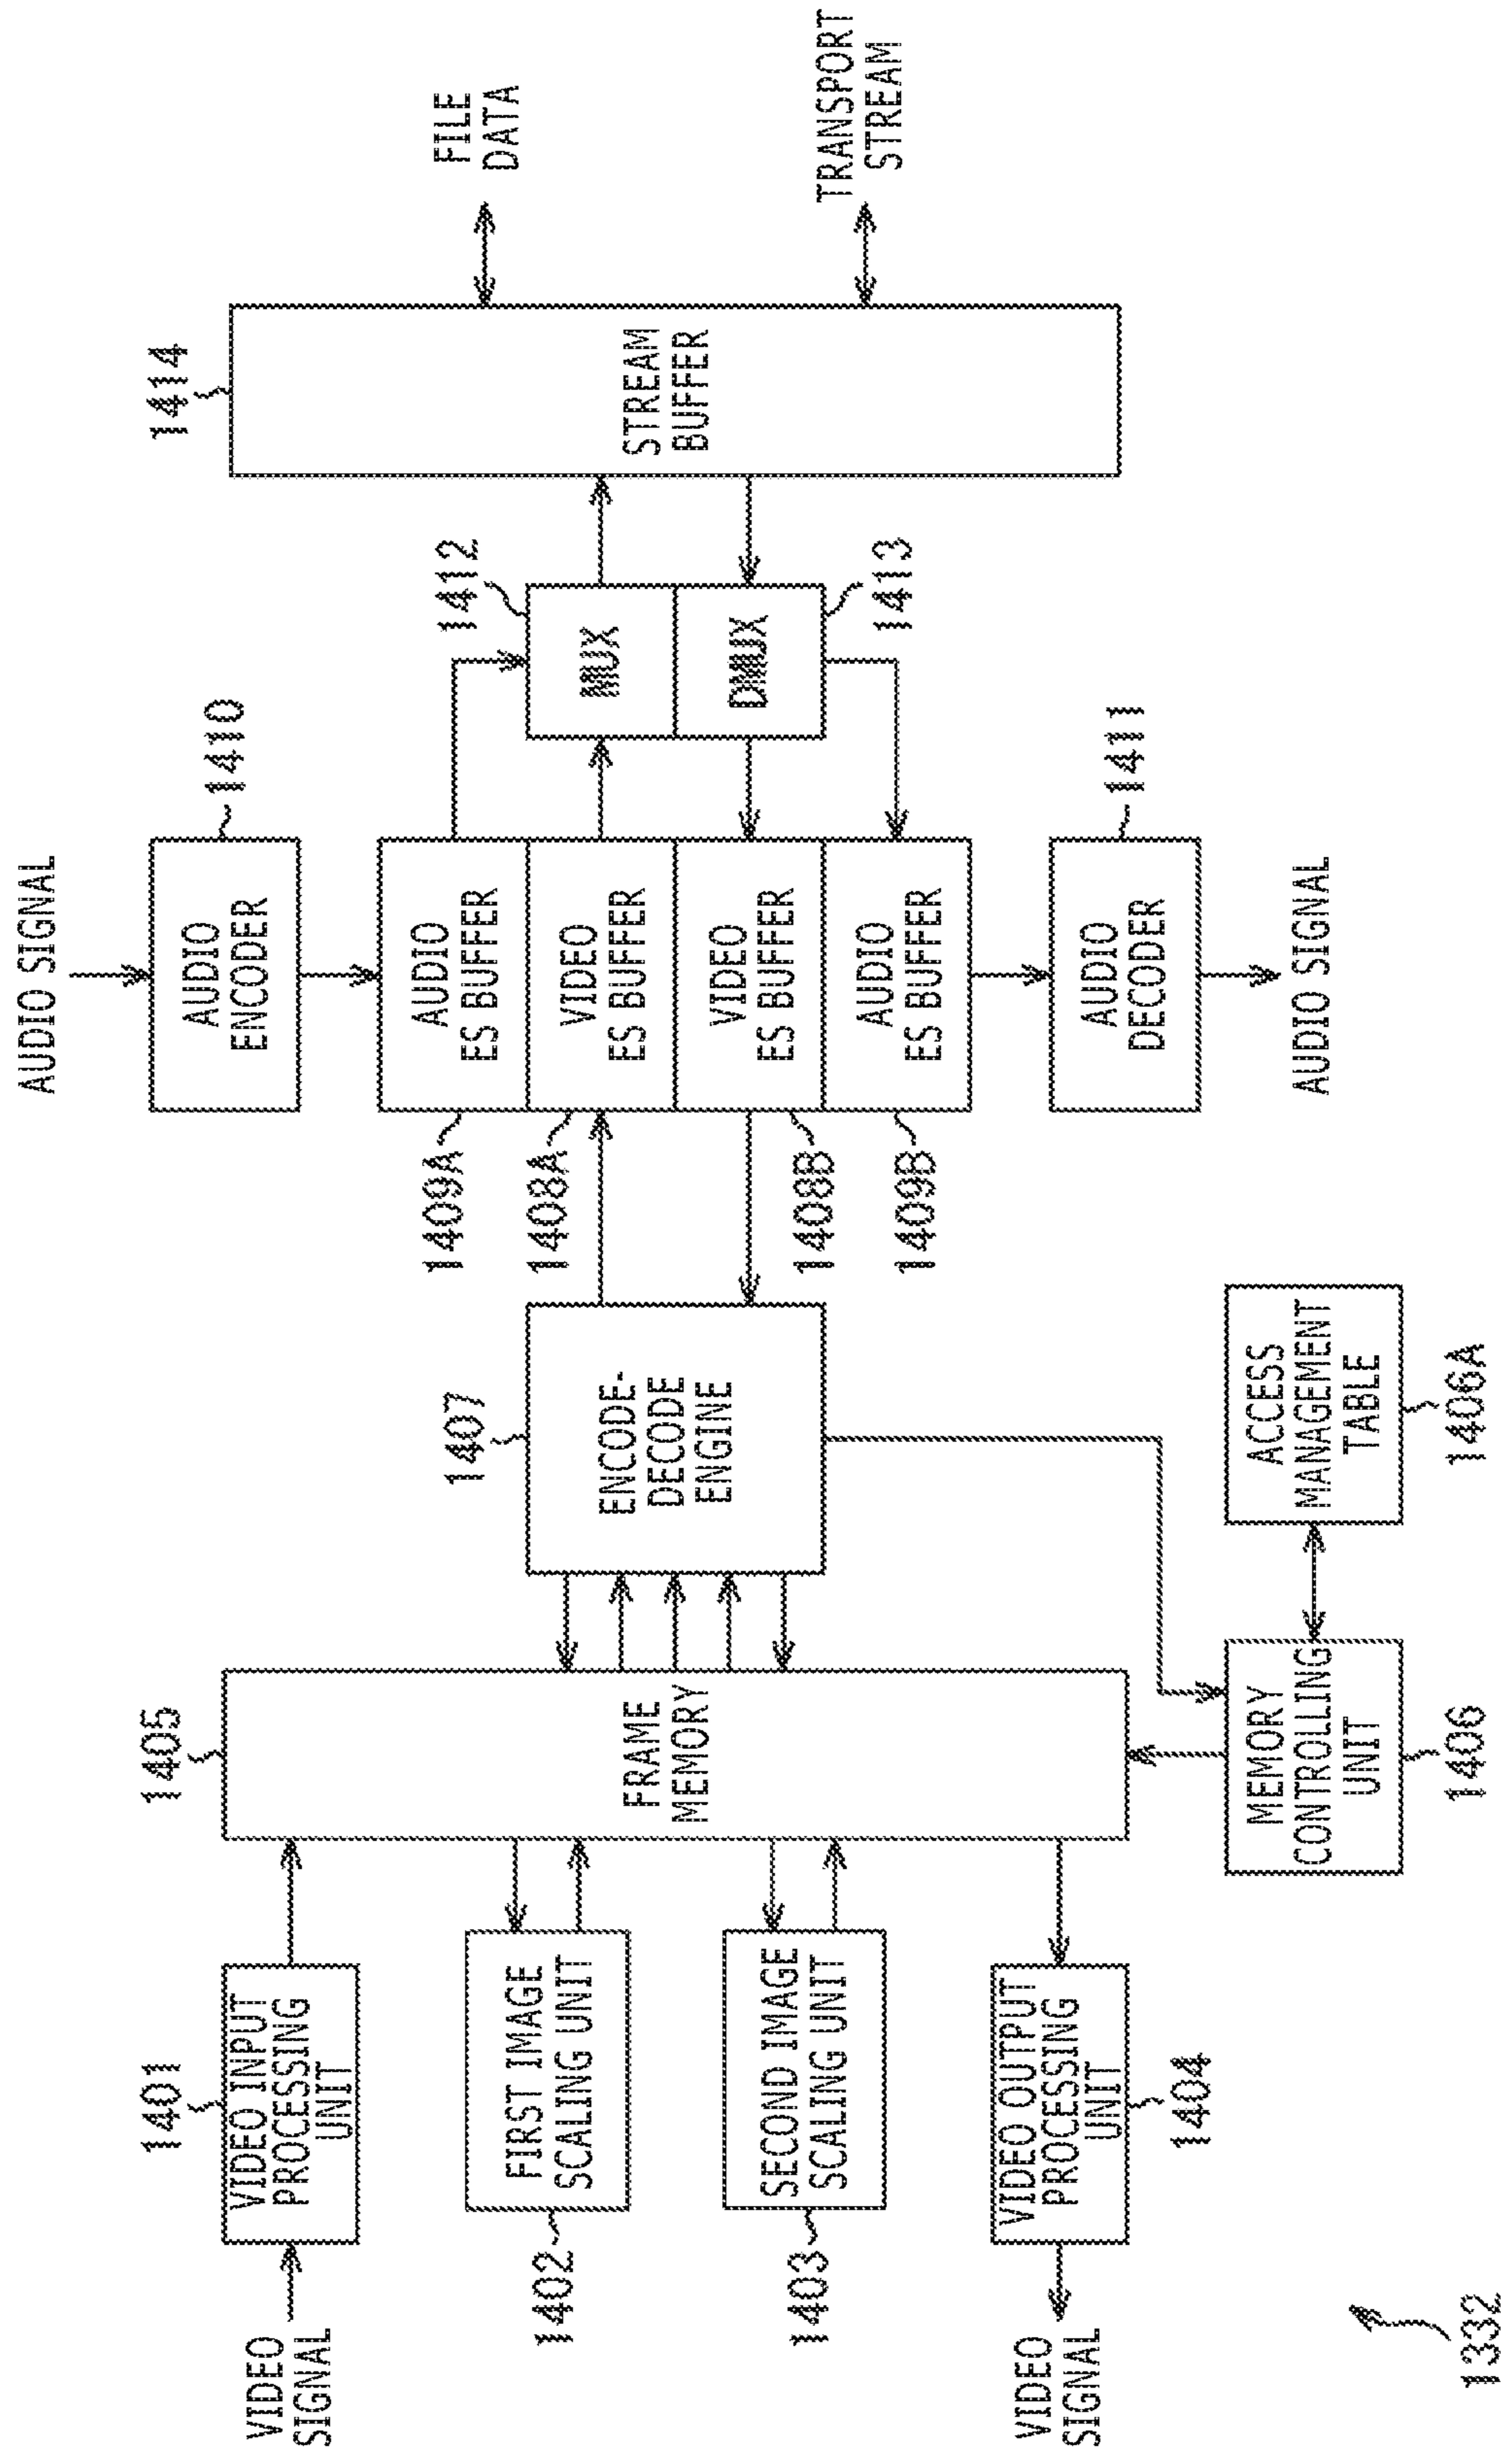 AUDIO SIGNAL
1410
AUDIO
ENCODER
1409A
AUDIO
ES BUFFER
1408A
VIDEO
ES BUFFER
1408B
VIDEO
ES BUFFER
1409B
AUDIO
ES BUFFER
1411
AUDIO
DECODER
AUDIO SIGNAL
VIDEO
SIGNAL
1401
VIDEO INPUT
PROCESSING
UNIT
1402
FIRST IMAGE
SCALING UNIT
1403
SECOND IMAGE
SCALING UNIT
1404
VIDEO OUTPUT
PROCESSING
UNIT
VIDEO
SIGNAL
1405
FRAME
MEMORY
1407
ENCODE-
DECODE
ENGINE
1406
MEMORY
CONTROLLING
UNIT
1406A
ACCESS
MANAGEMENT
TABLE
1412
MUX
DMUX
1413
1414
STREAM
BUFFER
FILE
DATA
TRANSPORT
STREAM
1332